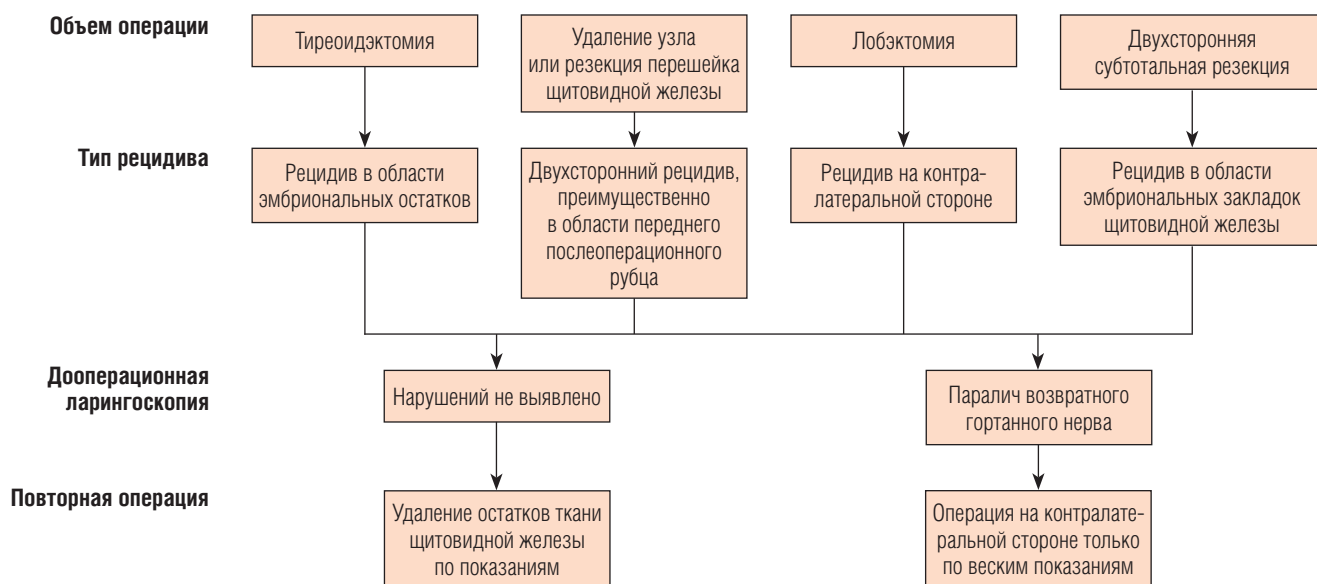 Объем операции
Тиреоидэктомия
Удаление узла
или резекция перешейка
щитовидной железы
Лобэктомия
Двухсторонняя
субтотальная резекция
Тип рецидива
Рецидив в области
эмбриональных остатков
Двухсторонний рецидив,
преимущественно
в области переднего
послеоперационного
рубца
Рецидив на контра-
латеральной стороне
Рецидив в области
эмбриональных закладок
щитовидной железы
Дооперационная
ларингоскопия
Нарушений не выявлено
Паралич возвратного
гортанного нерва
Повторная операция
Удаление остатков ткани
щитовидной железы
по показаниям
Операция на контралате-
ральной стороне только
по веским показаниям